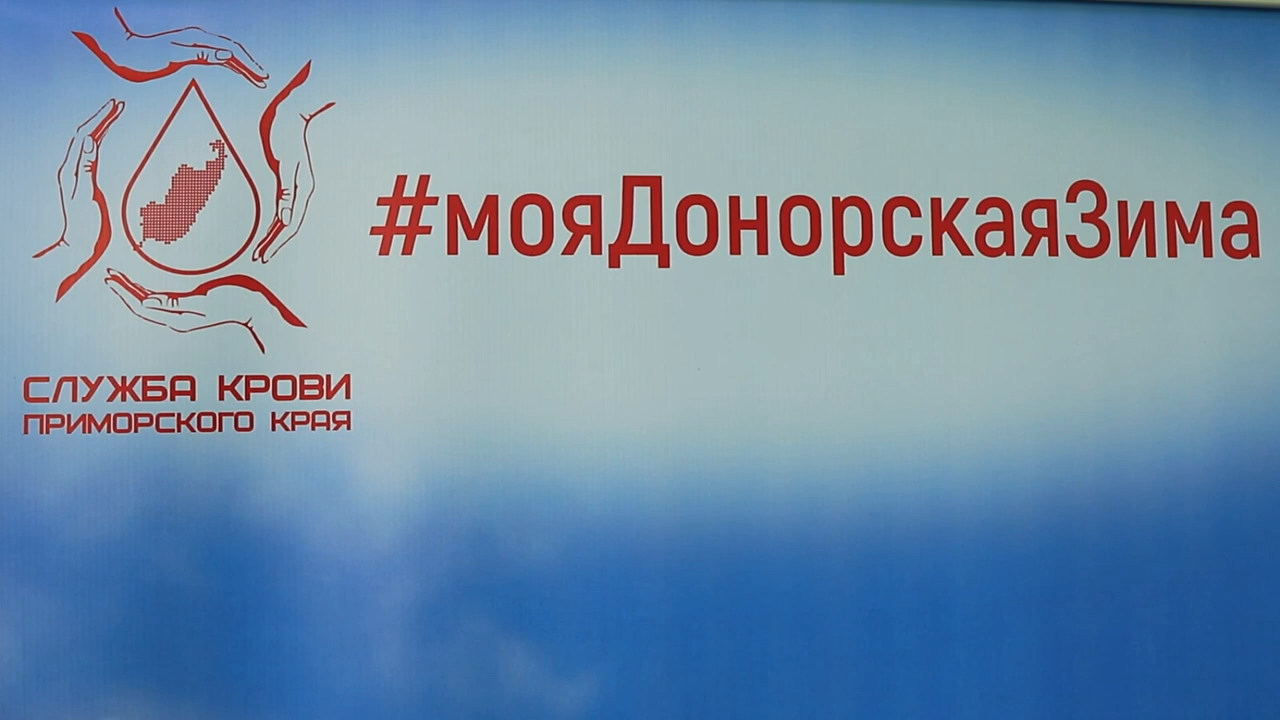 #мояДонорскаяЗима
СЛУЖБА КРОВИ
ПРИМОРСКОГО КРАЯ